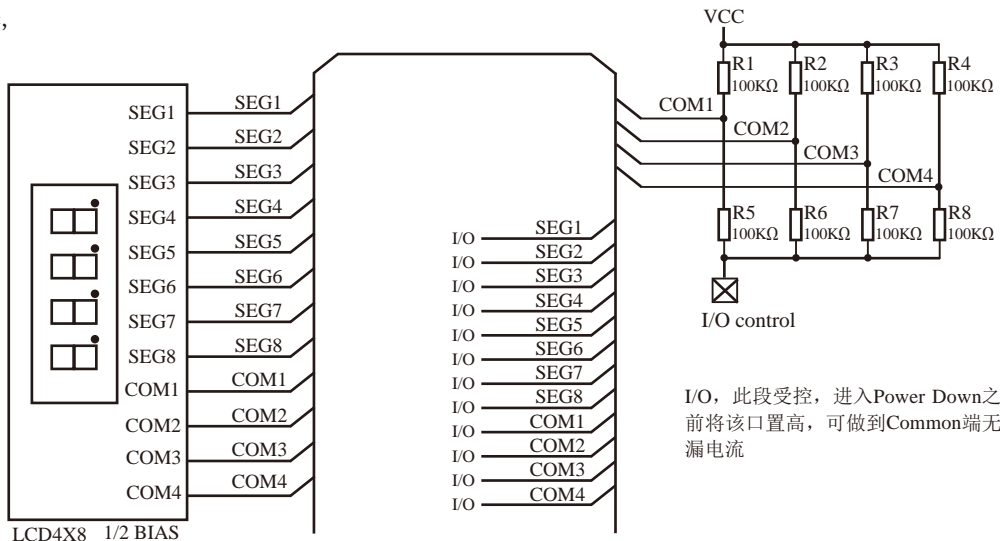 ,
VCC
R1
100KΩ
R2
100KΩ
R3
100KΩ
R4
100KΩ
COM1
COM2
COM3
COM4
R5
100KΩ
R6
100KΩ
R7
100KΩ
R8
100KΩ
I/O control
I/O，此段受控，进入Power Down之
前将该口置高，可做到Common端无
漏电流
SEG1
SEG2
SEG3
SEG4
SEG5
SEG6
SEG7
SEG8
COM1
COM2
COM3
COM4
SEG1
SEG2
SEG3
SEG4
SEG5
SEG6
SEG7
SEG8
COM1
COM2
COM3
COM4
I/O SEG1
I/O SEG2
I/O SEG3
I/O SEG4
I/O SEG5
I/O SEG6
I/O SEG7
I/O SEG8
I/O COM1
I/O COM2
I/O COM3
I/O COM4
LCD4X8 1/2 BIAS